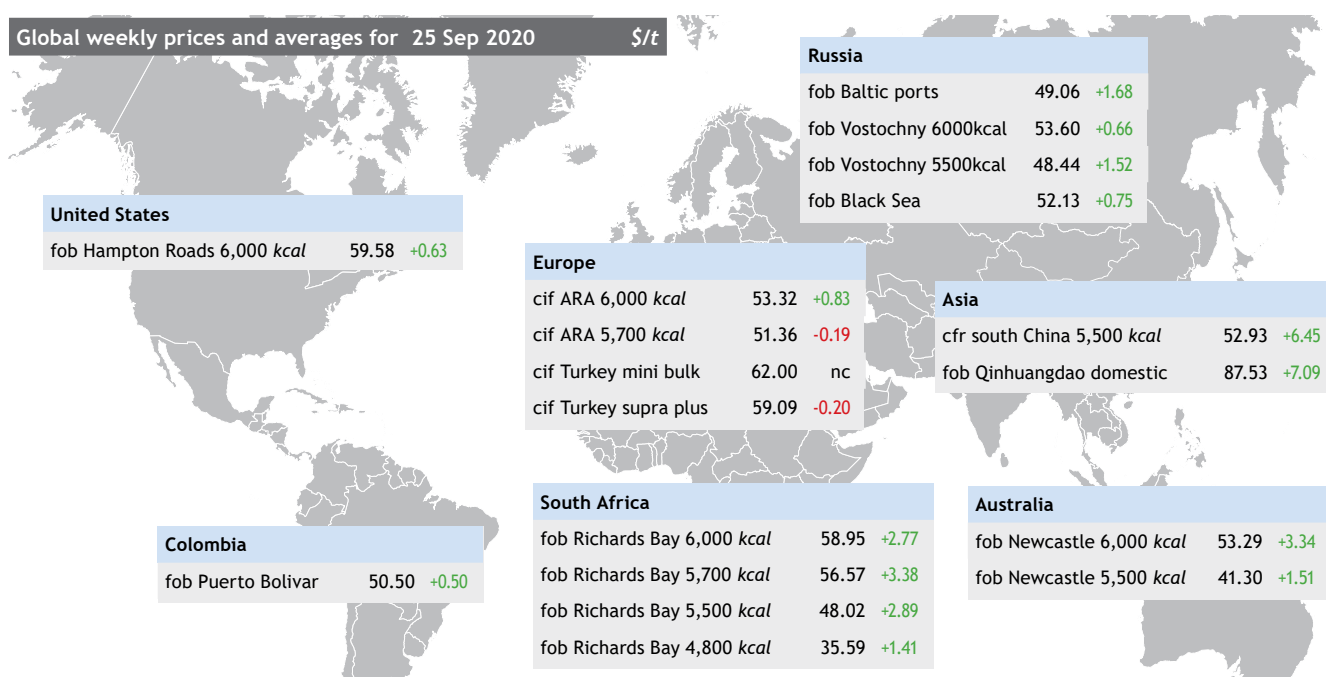 Global weekly prices and averages for 25 Sep 2020 $/t
Russia
fob Baltic ports 49.06 +1.68
fob Vostochny 6000kcal 53.60 +0.66
fob Vostochny 5500kcal 48.44 +1.52
fob Black Sea 52.13 +0.75
United States
fob Hampton Roads 6,000 kcal 59.58 +0.63
Europe
cif ARA 6,000 kcal 53.32 +0.83
cif ARA 5,700 kcal 51.36 -0.19
cif Turkey mini bulk 62.00 nc
cif Turkey supra plus 59.09 -0.20
Asia
cfr south China 5,500 kcal 52.93 +6.45
fob Qinhuangdao domestic 87.53 +7.09
South Africa
fob Richards Bay 6,000 kcal 58.95 +2.77
fob Richards Bay 5,700 kcal 56.57 +3.38
fob Richards Bay 5,500 kcal 48.02 +2.89
fob Richards Bay 4,800 kcal 35.59 +1.41
Australia
fob Newcastle 6,000 kcal 53.29 +3.34
fob Newcastle 5,500 kcal 41.30 +1.51
Colombia
fob Puerto Bolivar 50.50 +0.50